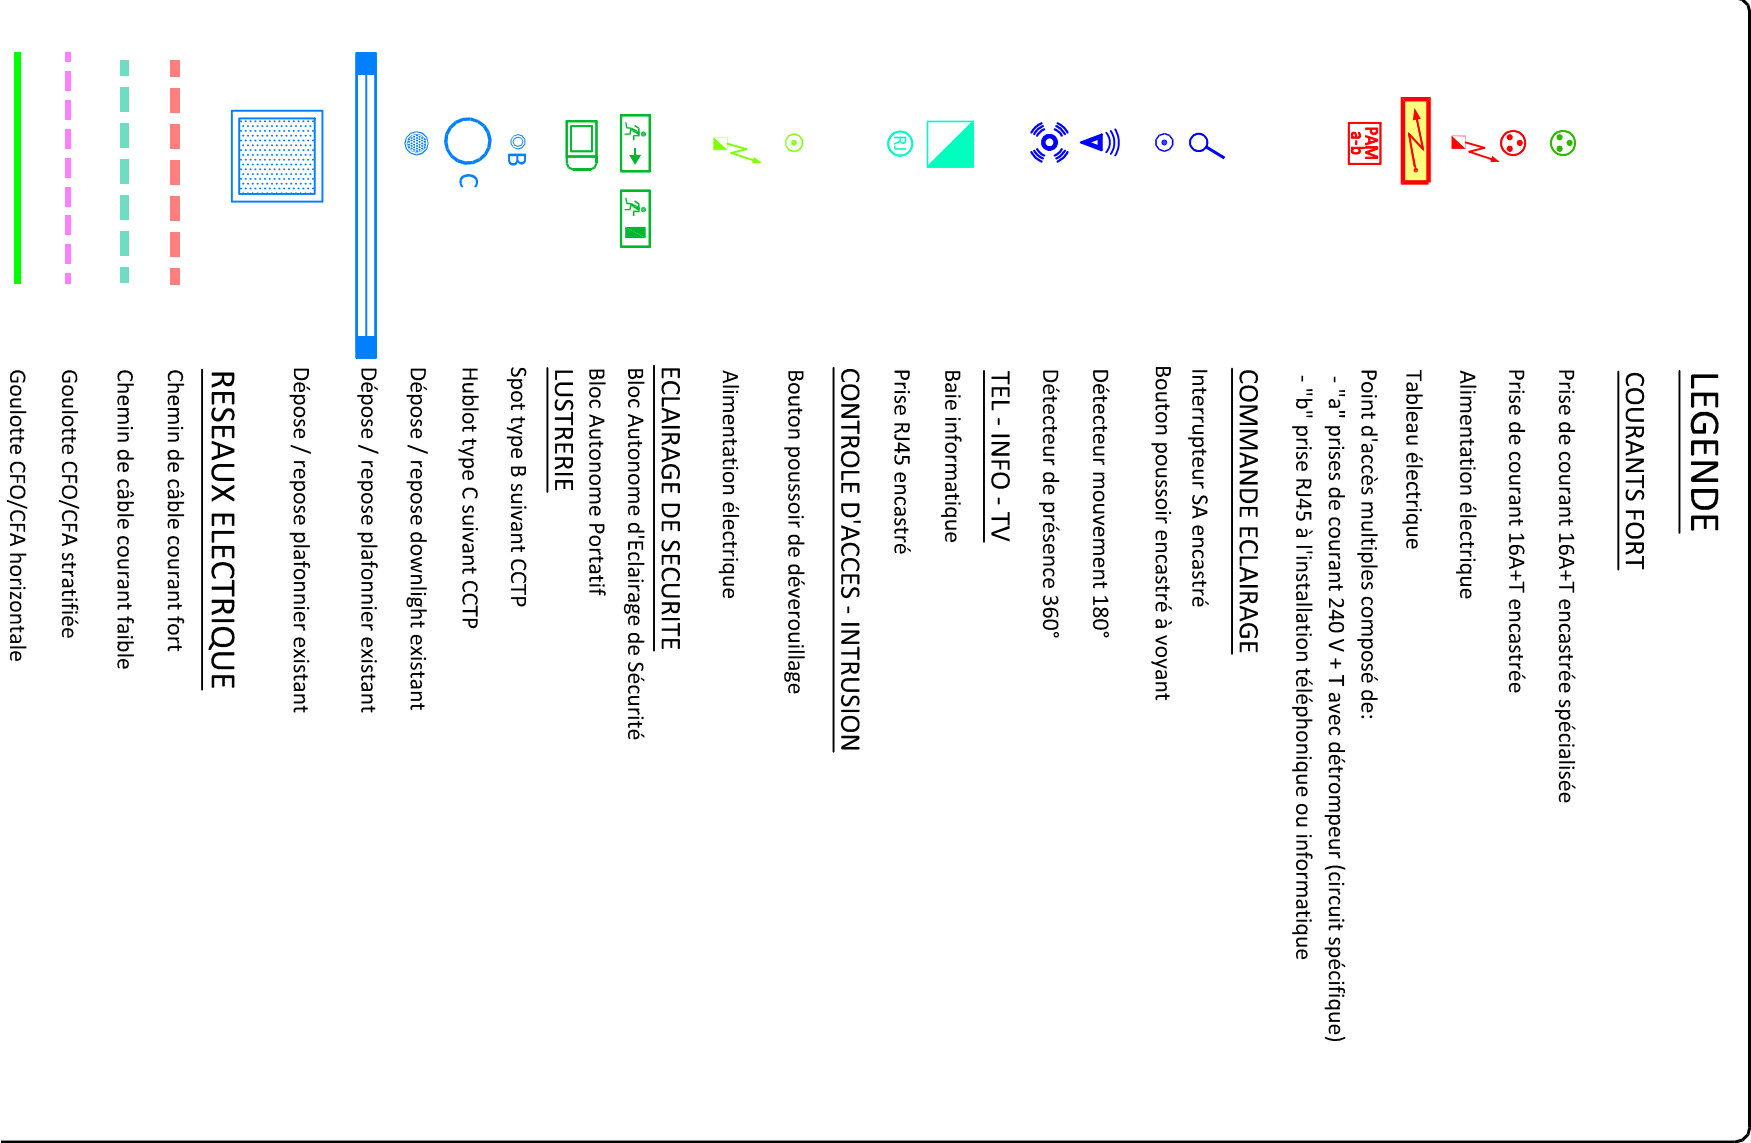 LEGENDE
COURANTS FORT
Prise de courant 16A+T encastrée spécialisée
Prise de courant 16A+T encastrée
Alimentation électrique
Tableau électrique
PAM
a-b
Point d'accès multiples composé de:
- "a" prises de courant 240 V + T avec détrompeur (circuit spécifique)
- "b" prise RJ45 à l'installation téléphonique ou informatique
COMMANDE ECLAIRAGE
Interrupteur SA encastré
Bouton poussoir encastré à voyant
Détecteur mouvement 180°
Détecteur de présence 360°
TEL - INFO - TV
Baie informatique
RJ
Prise RJ45 encastré
CONTROLE D'ACCES - INTRUSION
Bouton poussoir de déverouillage
Alimentation électrique
ECLAIRAGE DE SECURITE
Bloc Autonome d'Eclairage de Sécurité
Bloc Autonome Portatif
LUSTRERIE
B
Spot type B suivant CCTP
C
Hublot type C suivant CCTP
Dépose / repose downlight existant
Dépose / repose plafonnier existant
Dépose / repose plafonnier existant
RESEAUX ELECTRIQUE
Chemin de câble courant fort
Chemin de câble courant faible
Goulotte CFO/CFA stratifiée
Goulotte CFO/CFA horizontale